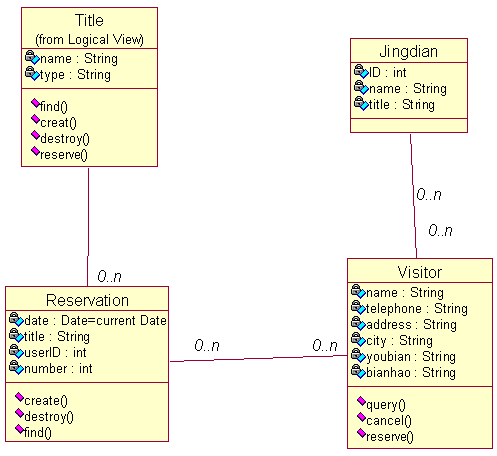 Title
(from Logical View)
name : String
type : String
find()
creat()
destroy()
reserve()
Jingdian
ID : int
name : String
title : String
0..n
0..n
0..n
Reservation
date : Date=current Date
title : String
userID : int
number : int
create()
destroy()
find()
0..n
0..n
Visitor
name : String
telephone : String
address : String
city : String
youbian : String
bianhao : String
query()
cancel()
reserve()